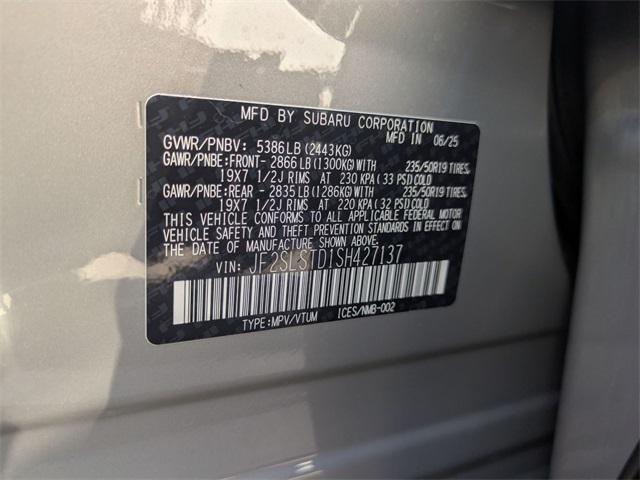 MFD BY SUBARU CORPORATION
MFD IN 06/25
GVWR/PNBV: 5386LB(2443KG)
GAWR/PNBE:FRONT- 2866LB(1300KG)WITH 235/50R19 TIRES,
19X7 1/2J RIMS AT 230 KPA(33 PSI)COLD
GAWR/PNBE:REAR - 2835LB(1286KG)WITH 235/50R19 TIRES,
19X7 1/2J RIMS AT 220 KPA(32 PSI)COLD
THIS VEHICLE CONFORMS TO ALL APPLICABLE FEDERAL MOTOR
VEHICLE SAFETY AND THEFT PREVENTION STANDARDS IN EFFECT ON
THE DATE OF MANUFACTURE SHOWN ABOVE.
VIN: JF2SLSTD1SH427137
TYPE:MPV/VTUM ICES/NMB-002